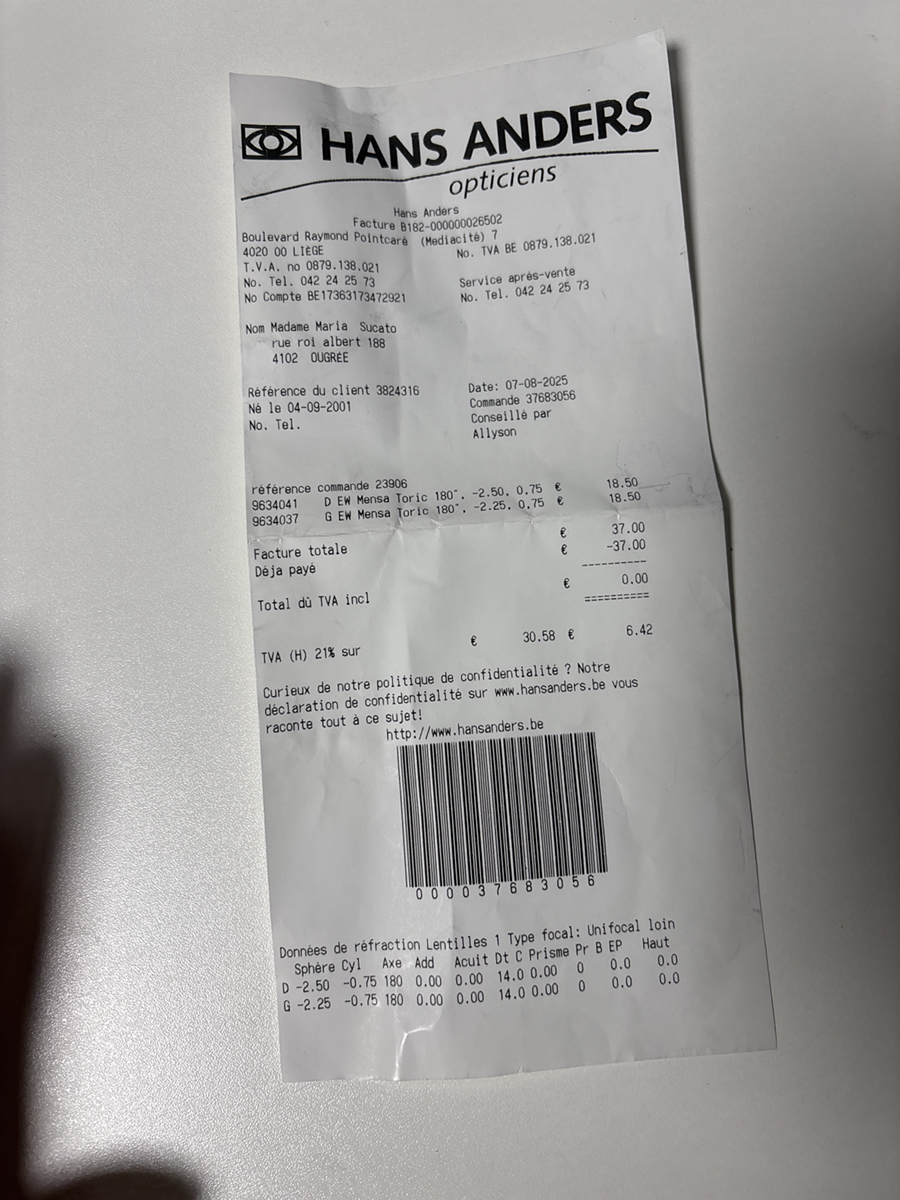 HANS ANDERS
opticiens
Hans Anders
Facture B182-000000026502
Boulevard Raymond Pointcaré (Mediacité) 7
4020 00 LIÈGE
No. TVA BE 0879.138.021
T.V.A. no 0879.138.021
No. Tel. 042 24 25 73
Service après-vente
No Compte BE17363173472921
No. Tel. 042 24 25 73
Nom Madame Maria Sucato
rue roi albert 188
4102 OUGRÉE
Référence du client 3824316
Date: 07-08-2025
Né le 04-09-2001
Commande 37683056
No. Tel.
Conseillé par
Allyson
référence commande 23906
9634041 D EW Mensa Toric 180°, -2.50, 0.75 € 18.50
9634037 G EW Mensa Toric 180°, -2.25, 0.75 € 18.50
Facture totale € 37.00
Déja payé € -37.00
----------
Total dû TVA incl € 0.00
==========
TVA (H) 21% sur € 30.58 € 6.42
Curieux de notre politique de confidentialité ? Notre
déclaration de confidentialité sur www.hansanders.be vous
raconte tout à ce sujet!
http://www.hansanders.be
000037683056
Données de réfraction Lentilles 1 Type focal: Unifocal loin
Sphère Cyl Axe Add Acuit Dt C Prisme Pr B EP Haut
D -2.50 -0.75 180 0.00 0.00 14.0 0.00 0 0.0 0.0
G -2.25 -0.75 180 0.00 0.00 14.0 0.00 0 0.0 0.0